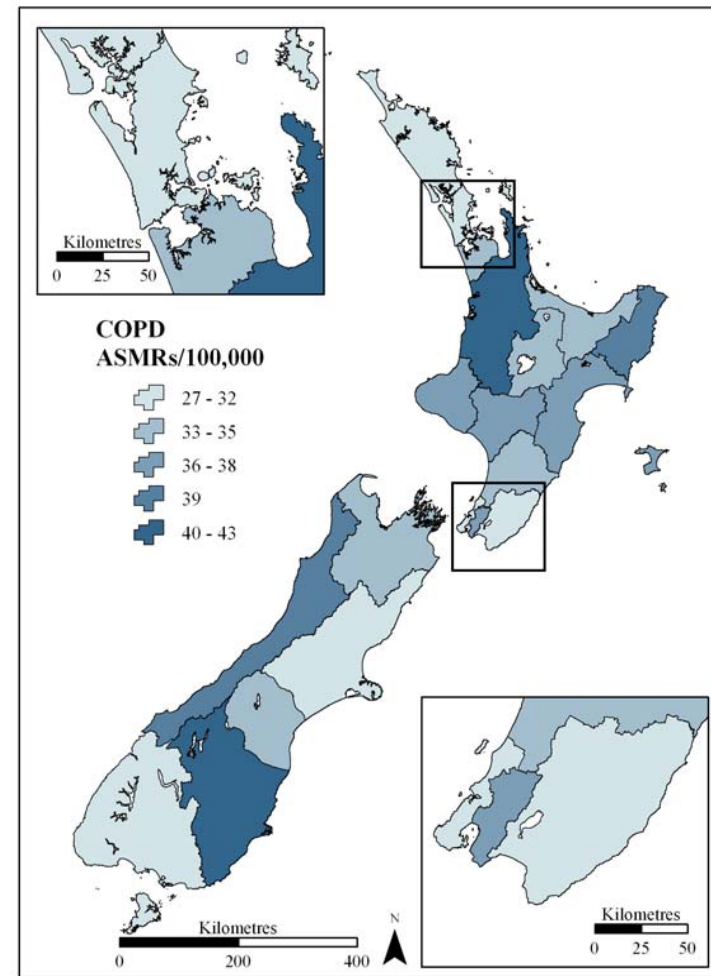 Kilometres
0 25 50
COPD
ASMRs/100,000
27 - 32
33 - 35
36 - 38
39
40 - 43
Kilometres
0 200 400
N
Kilometres
0 25 50